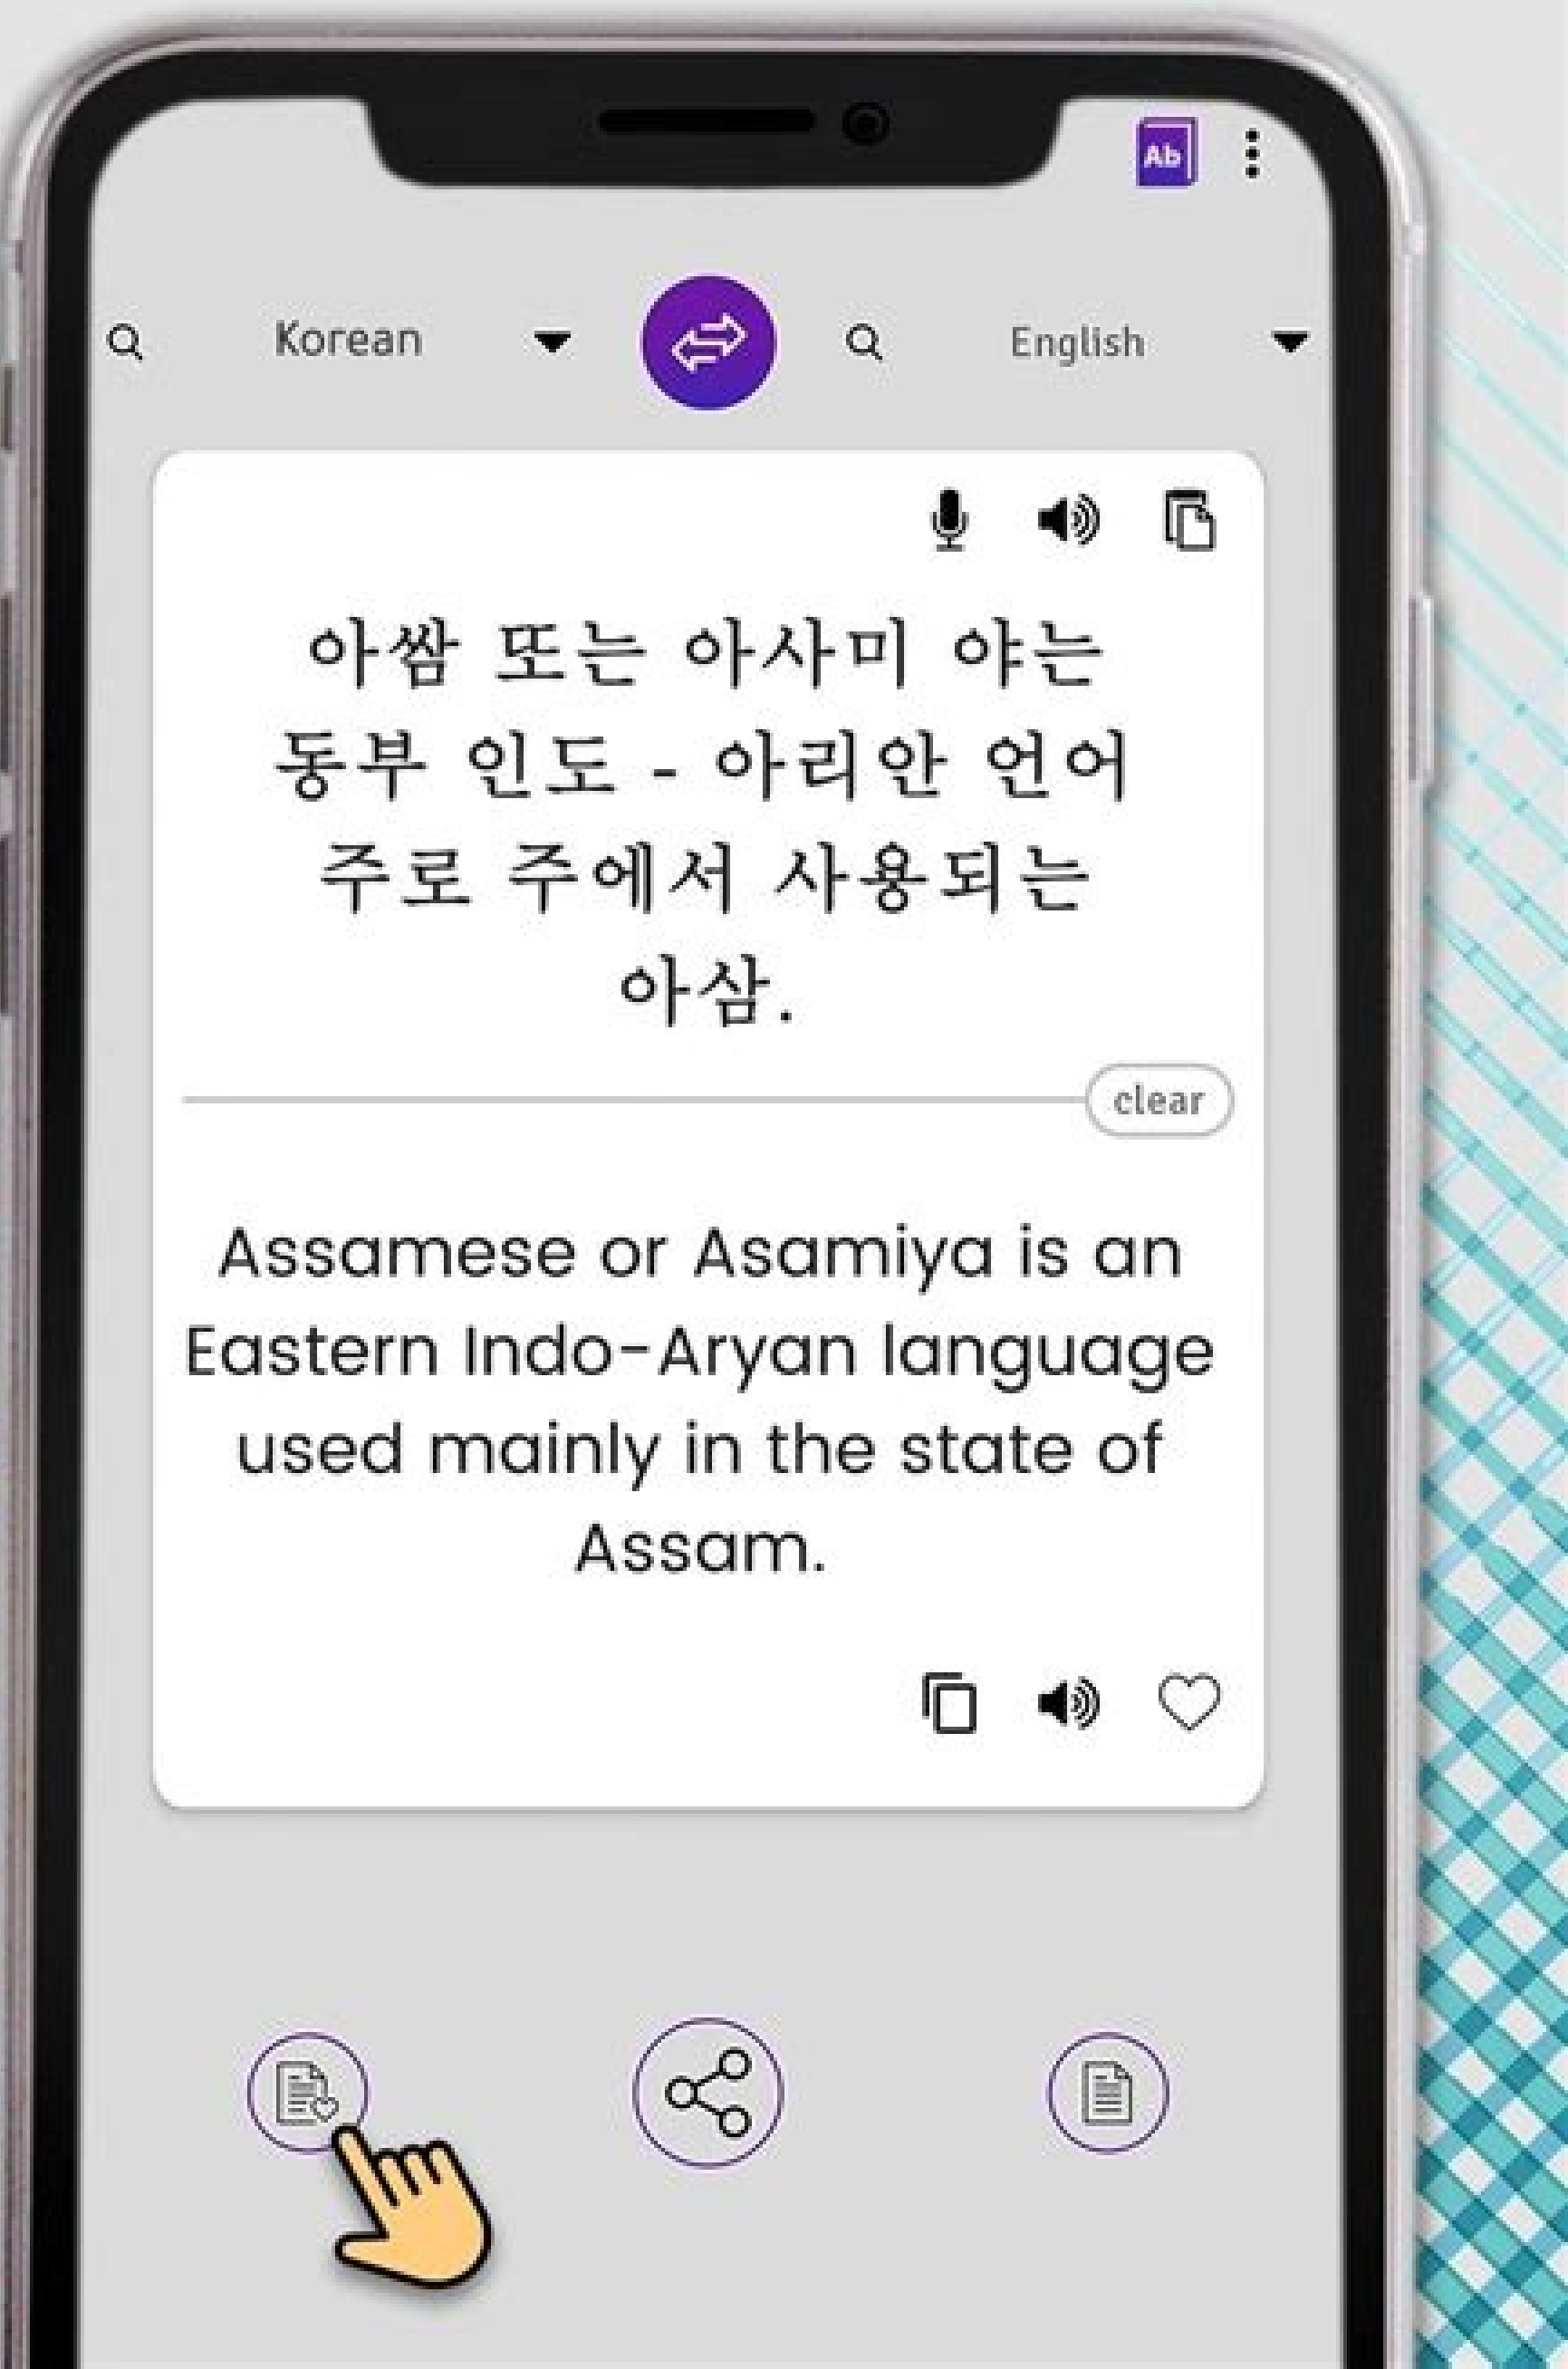 Ab
Korean
English
아쌈 또는 아사미 야는
동부 인도 - 아리안 언어
주로 주에서 사용되는
아삼.
clear
Assamese or Asamiya is an
Eastern Indo-Aryan language
used mainly in the state of
Assam.